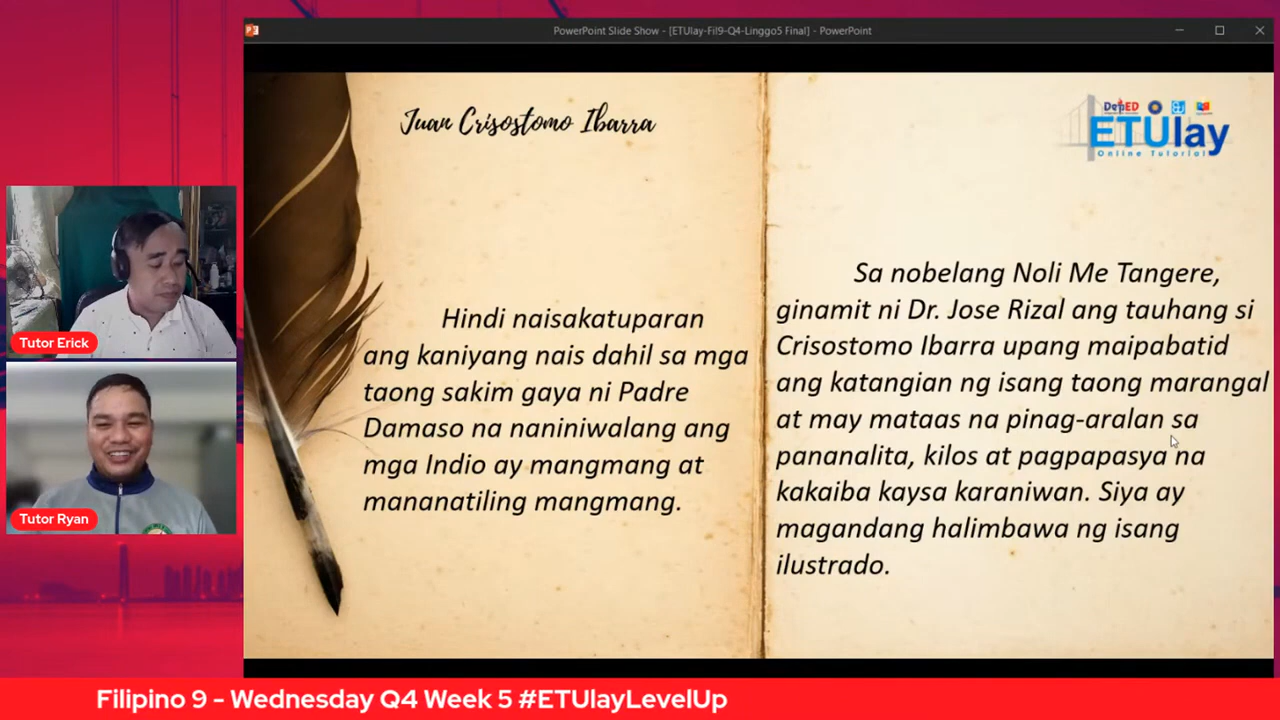 PowerPoint Slide Show - [ETUlay-Fil9-Q4-Linggo5 Final] - PowerPoint
Juan Crisostomo Ibarra
DepED
ETUlay
Online Tutorial
Hindi naisakatuparan
ang kaniyang nais dahil sa mga
taong sakim gaya ni Padre
Damaso na naniniwalang ang
mga Indio ay mangmang at
mananatiling mangmang.
Sa nobelang Noli Me Tangere,
ginamit ni Dr. Jose Rizal ang tauhang si
Crisostomo Ibarra upang maipabatid
ang katangian ng isang taong marangal
at may mataas na pinag-aralan sa
pananalita, kilos at pagpapasya na
kakaiba kaysa karaniwan. Siya ay
magandang halimbawa ng isang
ilustrado.
Tutor Erick
Tutor Ryan
Filipino 9 - Wednesday Q4 Week 5 #ETUlayLevelUp